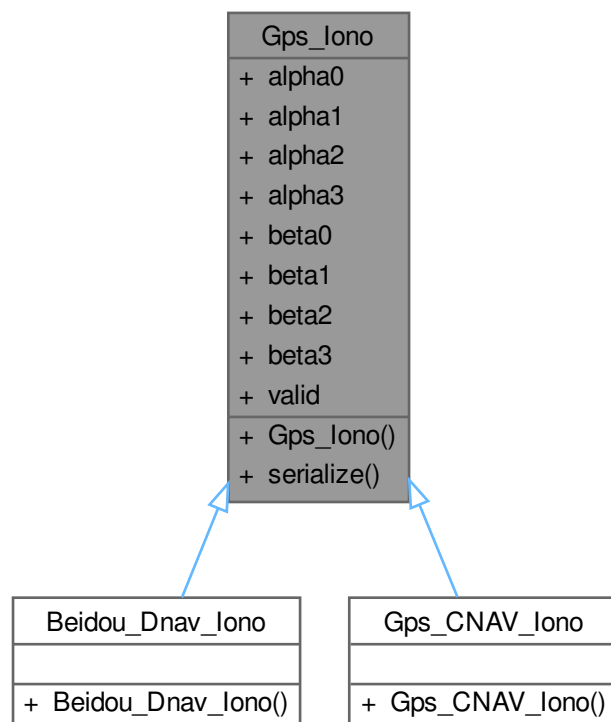 Gps_Iono
+ alpha0
+ alpha1
+ alpha2
+ alpha3
+ beta0
+ beta1
+ beta2
+ beta3
+ valid
+ Gps_Iono()
+ serialize()
Beidou_Dnav_Iono
+ Beidou_Dnav_Iono()
Gps_CNAV_Iono
+ Gps_CNAV_Iono()